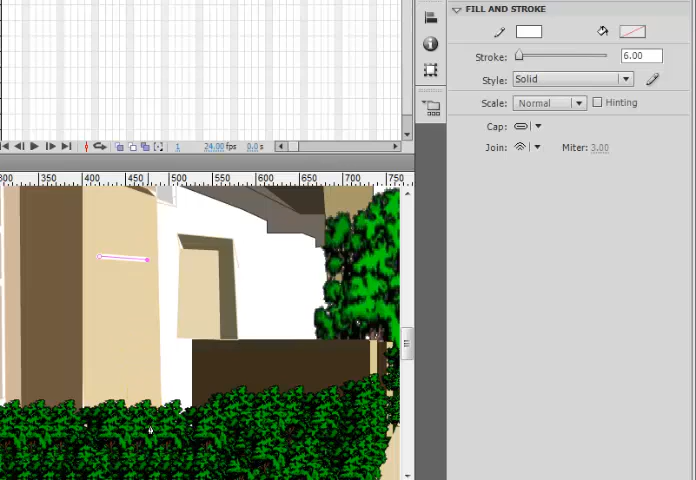 FILL AND STROKE
Stroke: 6.00
Style: Solid
Scale: Normal Hinting
Cap:
Join: Miter: 3.00
1 24.00 fps 0.0 s
300 350 400 450 500 550 600 650 700 750